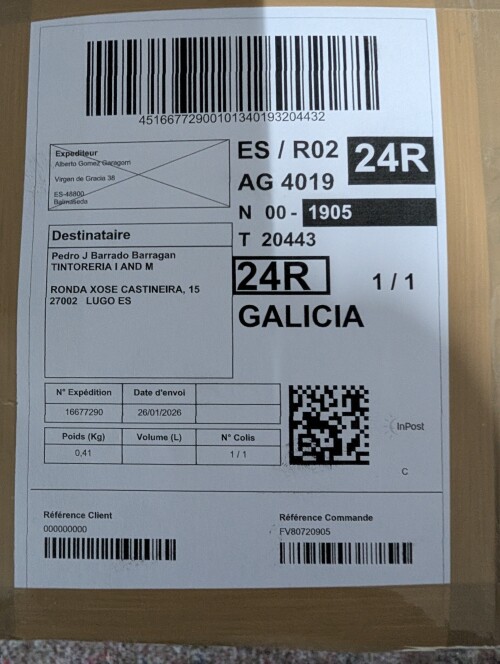 45166772900101340193204432
Expediteur
Alberto Gomez Garagorri
Virgen de Gracia 38
ES-48800
Balmaseda
ES / R02
24R
AG 4019
N 00 - 1905
T 20443
24R
1 / 1
GALICIA
Destinataire
Pedro J Barrado Barragan
TINTORERIA I AND M
RONDA XOSE CASTINEIRA, 15
27002 LUGO ES
N° Expédition Date d'envoi
16677290 26/01/2026
Poids (Kg) Volume (L) N° Colis
0,41 1 / 1
InPost
C
Référence Client
000000000
Référence Commande
FV80720905